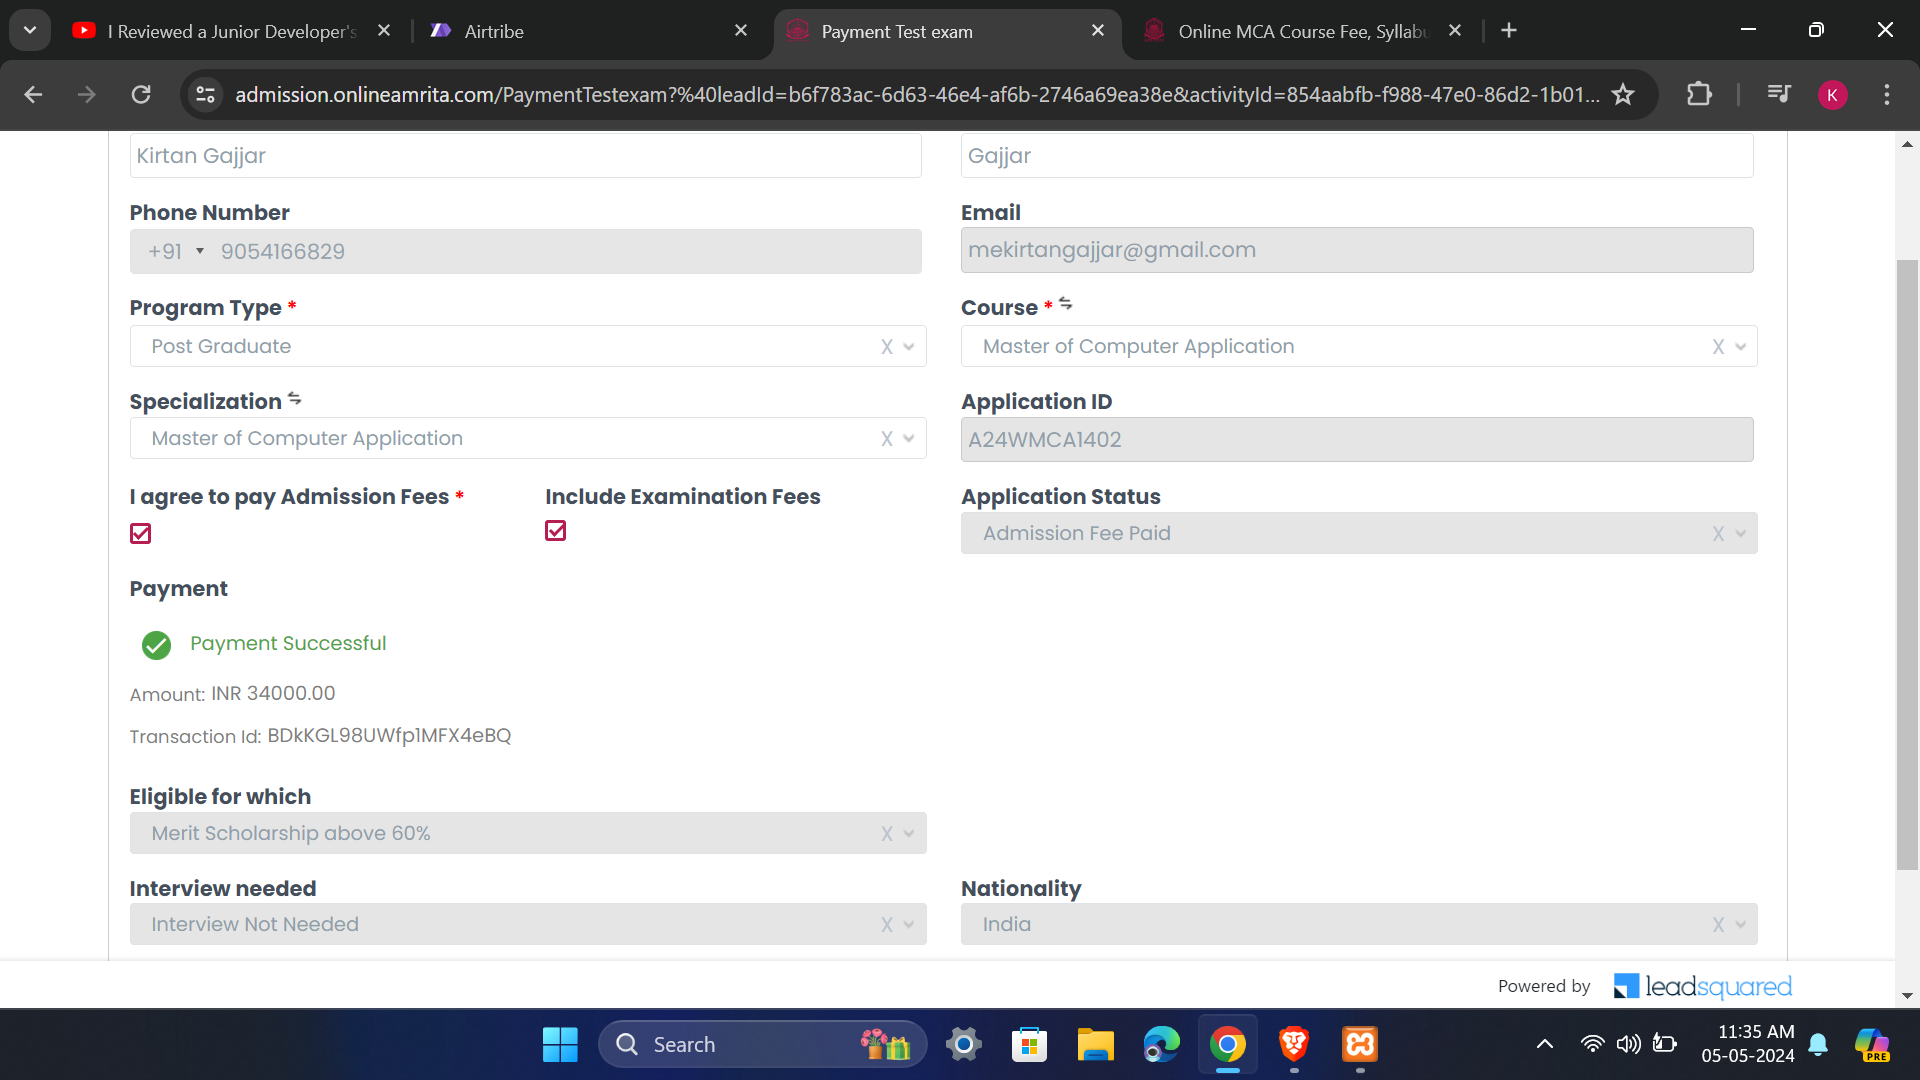 I Reviewed a Junior Developer's
Airtribe
Payment Test exam
Online MCA Course Fee, Syllabu
admission.onlineamrita.com/PaymentTestexam?%40leadId=b6f783ac-6d63-46e4-af6b-2746a69ea38e&activityId=854aabfb-f988-47e0-86d2-1b01...
K
Kirtan Gajjar
Gajjar
Phone Number
Email
+91 9054166829
mekirtangajjar@gmail.com
Program Type *
Course *
Post Graduate X
Master of Computer Application X
Specialization
Application ID
Master of Computer Application X
A24WMCA1402
I agree to pay Admission Fees *
Include Examination Fees
Application Status
Admission Fee Paid X
Payment
Payment Successful
Amount: INR 34000.00
Transaction Id: BDkKGL98UWfp1MFX4eBQ
Eligible for which
Merit Scholarship above 60% X
Interview needed
Nationality
Interview Not Needed X
India X
Powered by leadsquared
Search
11:35 AM
05-05-2024
PRE